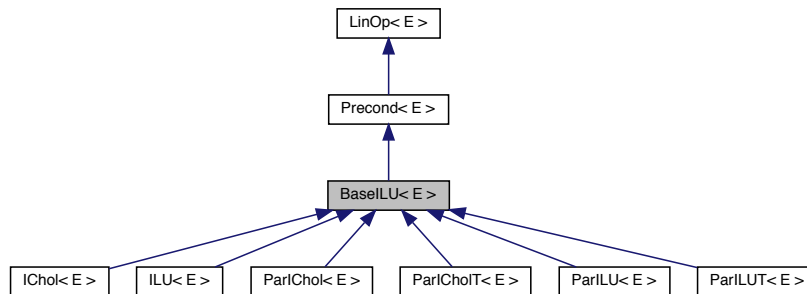 LinOp< E >
Precond< E >
BaseILU< E >
IChol< E >
ILU< E >
ParIChol< E >
ParICholT< E >
ParILU< E >
ParILUT< E >